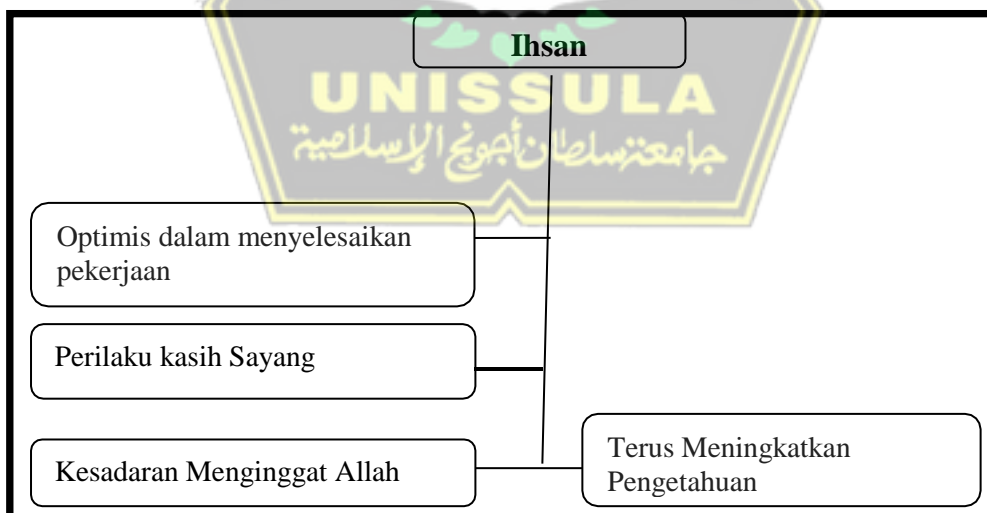 Ihsan
UNISSULA
جامعة سلطان أجونج الإسلامية
Optimis dalam menyelesaikan
pekerjaan
Perilaku kasih Sayang
Kesadaran Menginggat Allah
Terus Meningkatkan
Pengetahuan